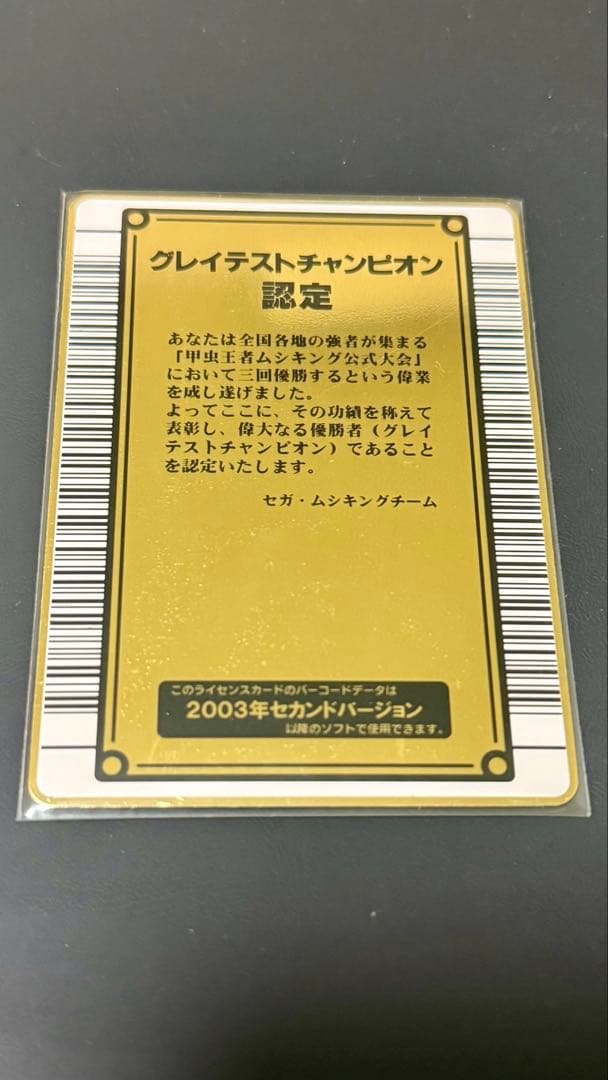 グレイテストチャンピオン
認定
あなたは全国各地の強者が集まる
「甲虫王者ムシキング公式大会」
において三回優勝するという偉業
を成し遂げました。
よってここに、その功績を称えて
表彰し、偉大なる優勝者（グレイ
テストチャンピオン）であること
を認定いたします。
セガ・ムシキングチーム
このライセンスカードのバーコードデータは
2003年セカンドバージョン
以降のソフトで使用できます。